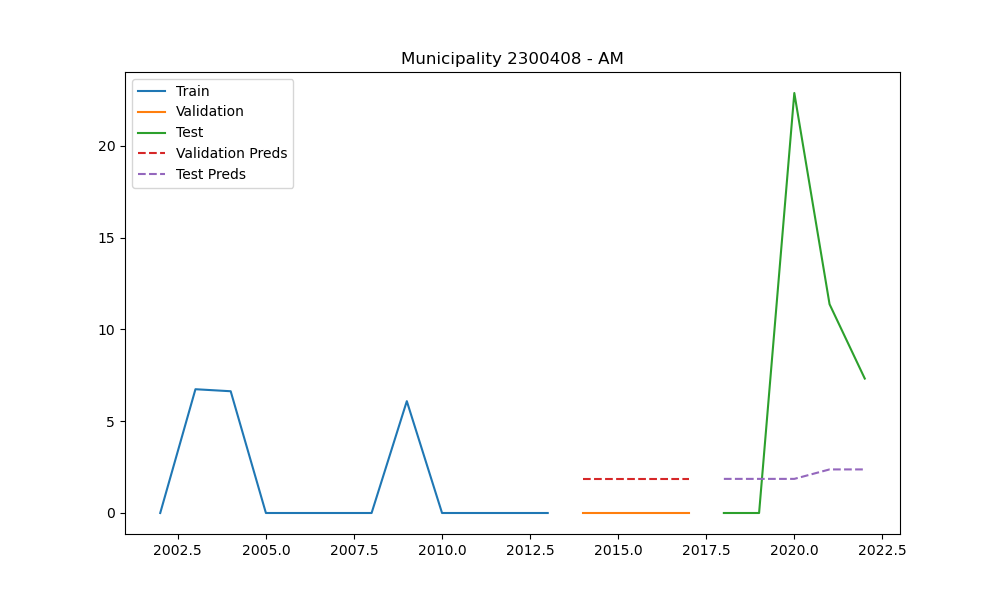 Municipality 2300408 - AM
Train
Validation
Test
Validation Preds
Test Preds
20
15
10
5
0
2002.5 2005.0 2007.5 2010.0 2012.5 2015.0 2017.5 2020.0 2022.5